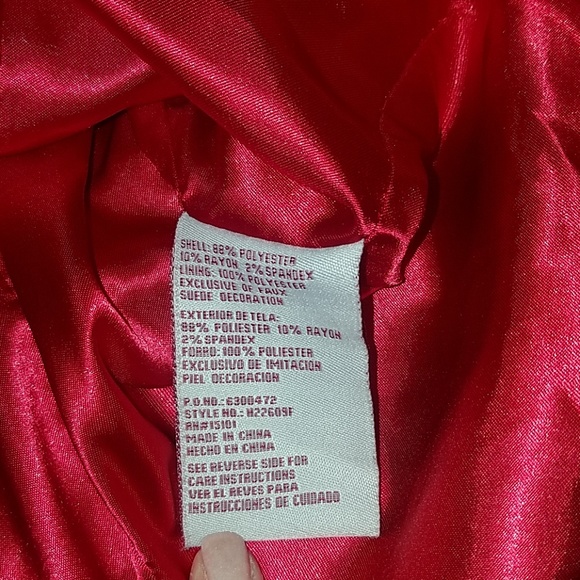 SHELL: 88% POLYESTER
10% RAYON 2% SPANDEX
LINING: 100% POLYESTER
EXCLUSIVE OF FAUX
SUEDE DECORATION
EXTERIOR DE TELA:
88% POLIESTER 10% RAYON
2% SPANDEX
FORRO: 100% POLIESTER
EXCLUSIVO DE IMITACION
PIEL DECORACION
P.O.NO.: 6300472
STYLE NO.: H22609F
RN#15101
MADE IN CHINA
HECHO EN CHINA
SEE REVERSE SIDE FOR
CARE INSTRUCTIONS
VER EL REVES PARA
INSTRUCCIONES DE CUIDADO